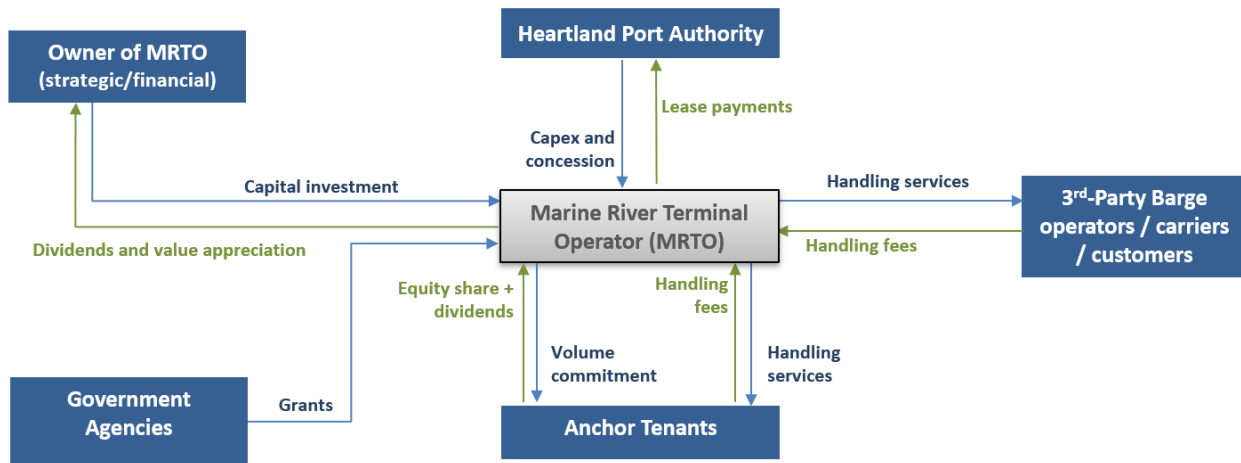 Heartland Port Authority
Owner of MRTO
(strategic/financial)
Lease payments
Capex and
concession
Capital investment
Handling services
Marine River Terminal
Operator (MRTO)
3rd-Party Barge
operators / carriers
/ customers
Dividends and value appreciation
Handling fees
Equity share +
dividends
Handling
fees
Volume
commitment
Handling
services
Government
Agencies
Grants
Anchor Tenants